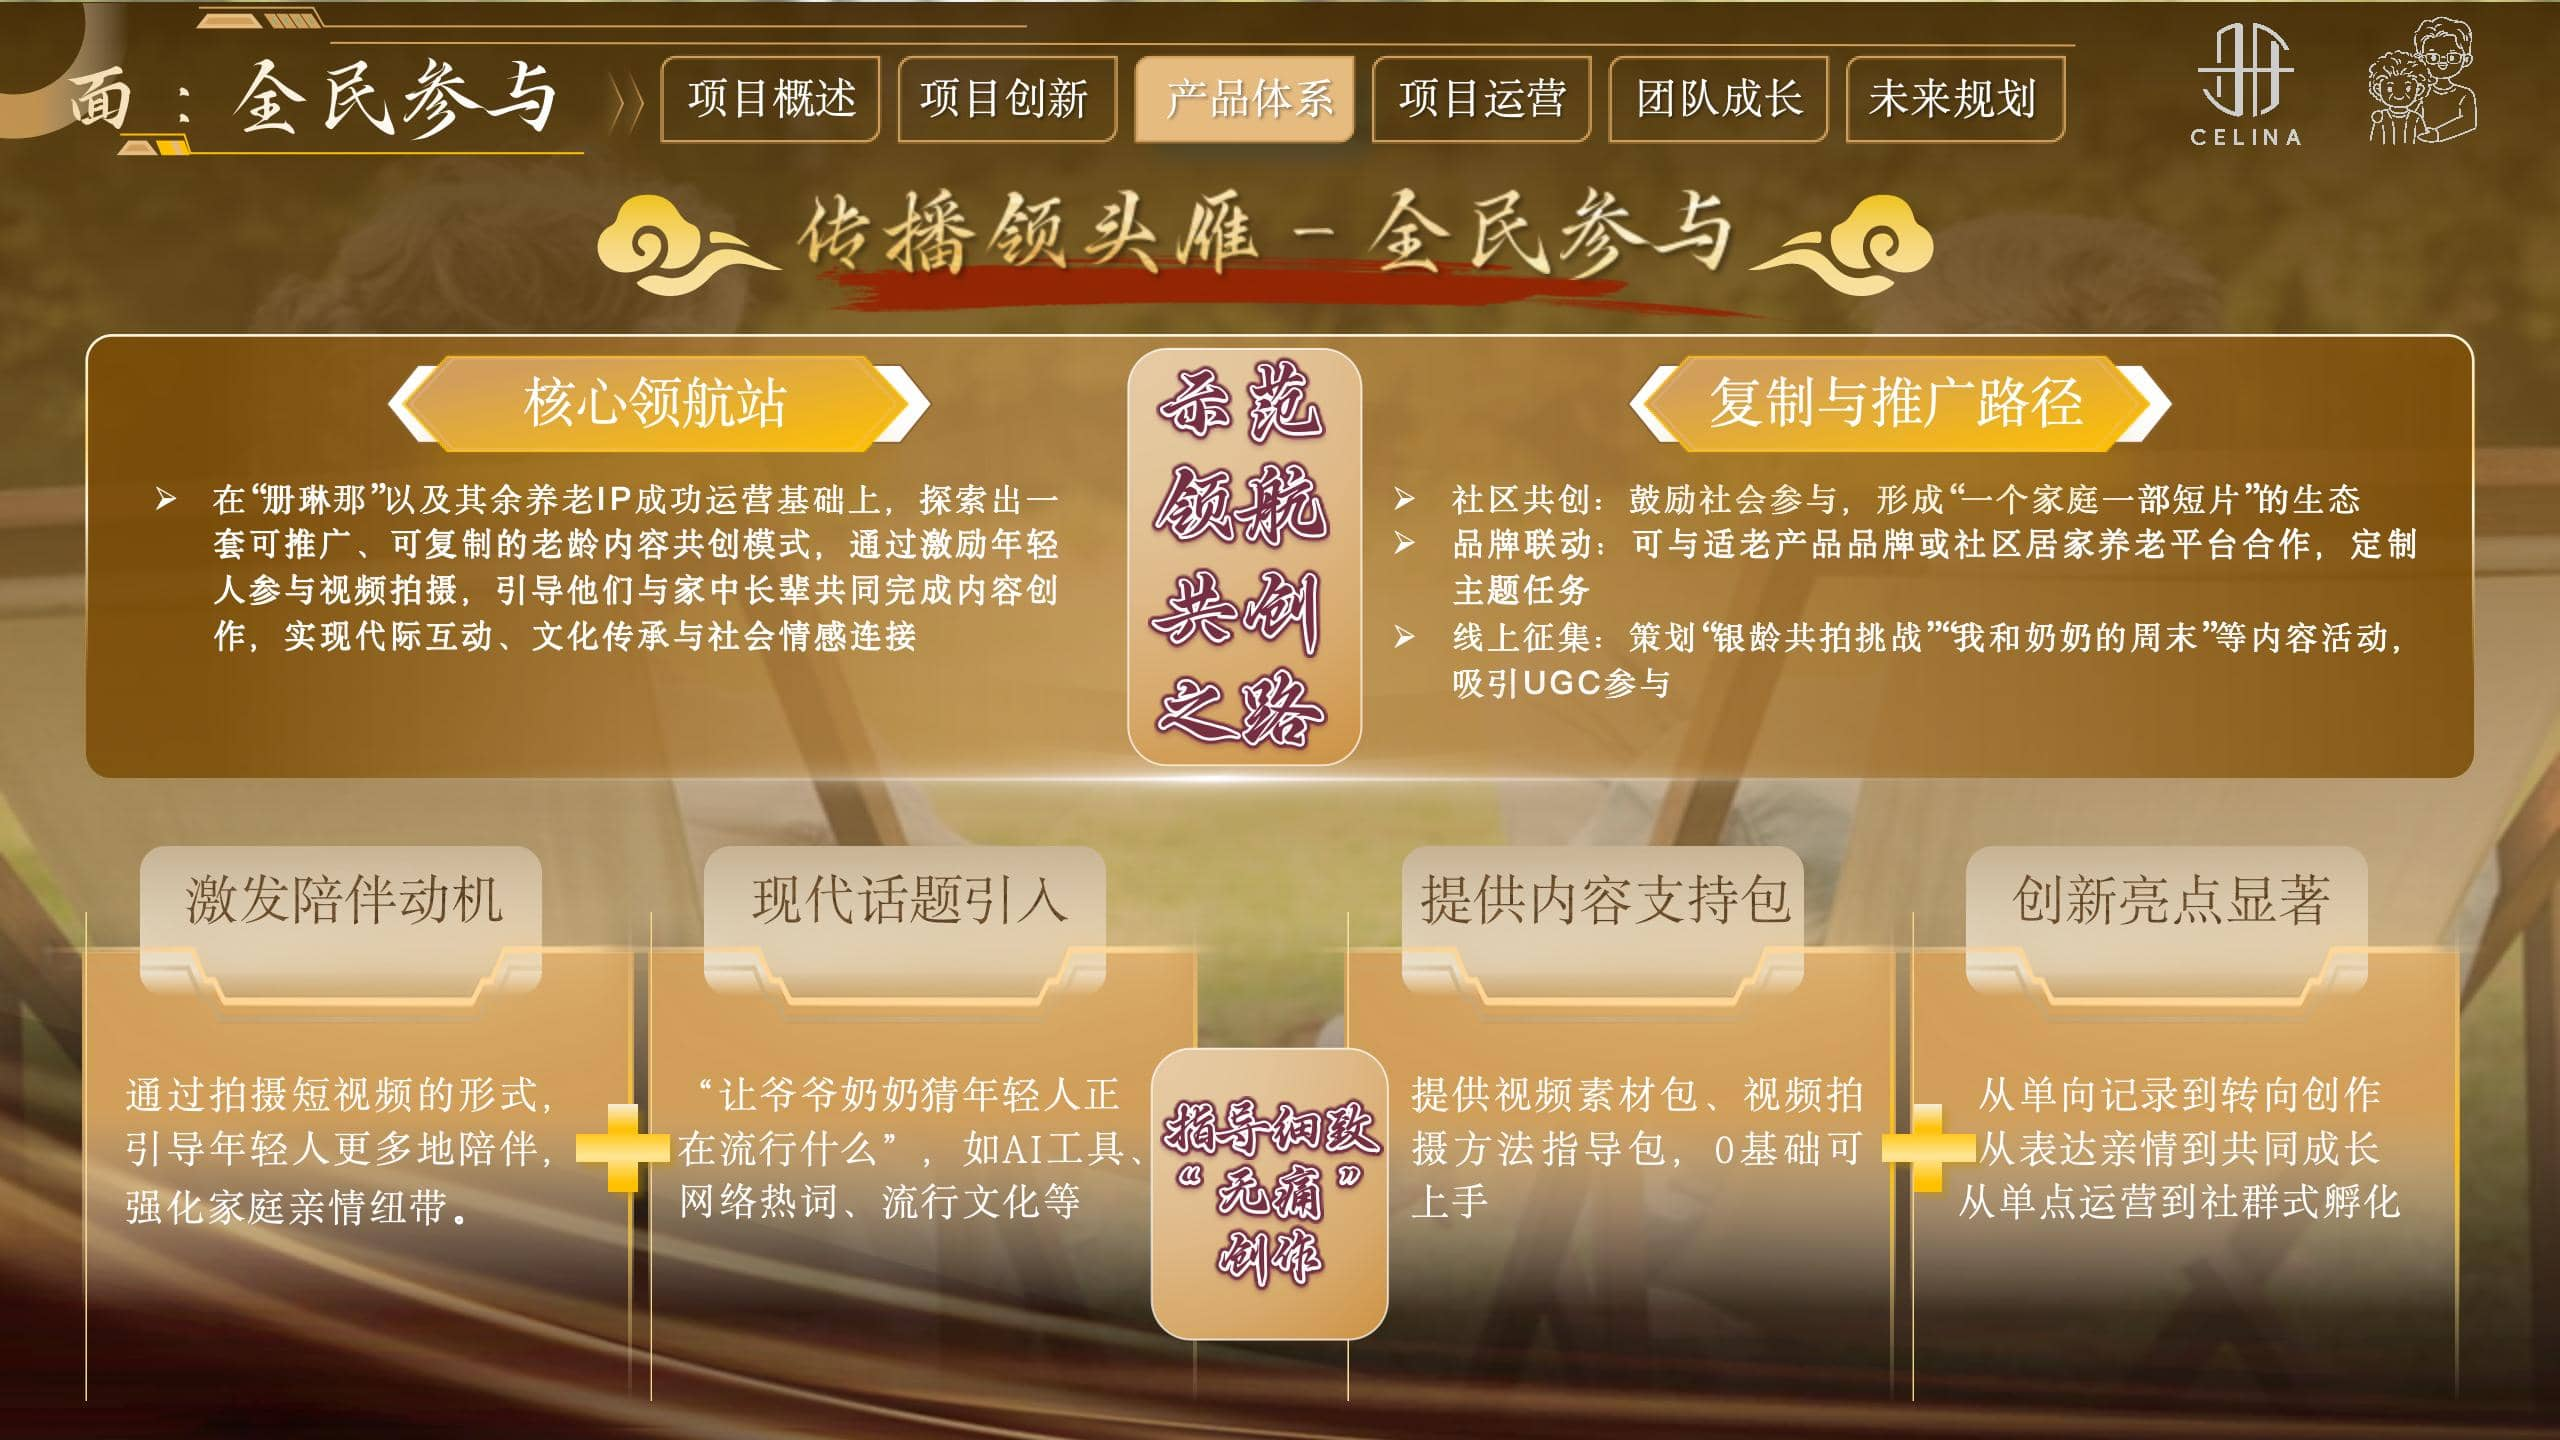 面：全民参与
项目概述
项目创新
产品体系
项目运营
团队成长
未来规划
CELINA
传播领头雁－全民参与
核心领航站
在“册琳那”以及其余养老IP成功运营基础上，探索出一
套可推广、可复制的老龄内容共创模式，通过激励年轻
人参与视频拍摄，引导他们与家中长辈共同完成内容创
作，实现代际互动、文化传承与社会情感连接
示范
领航
共创
之路
复制与推广路径
社区共创：鼓励社会参与，形成“一个家庭一部短片”的生态
品牌联动：可与适老产品品牌或社区居家养老平台合作，定制
主题任务
线上征集：策划“银龄共拍挑战”“我和奶奶的周末”等内容活动，
吸引UGC参与
激发陪伴动机
通过拍摄短视频的形式，
引导年轻人更多地陪伴，
强化家庭亲情纽带。
现代话题引入
“让爷爷奶奶猜年轻人正
在流行什么”，如AI工具、
网络热词、流行文化等
指导细致
“无痛”
创作
提供内容支持包
提供视频素材包、视频拍
摄方法指导包，0基础可
上手
创新亮点显著
从单向记录到转向创作
从表达亲情到共同成长
从单点运营到社群式孵化